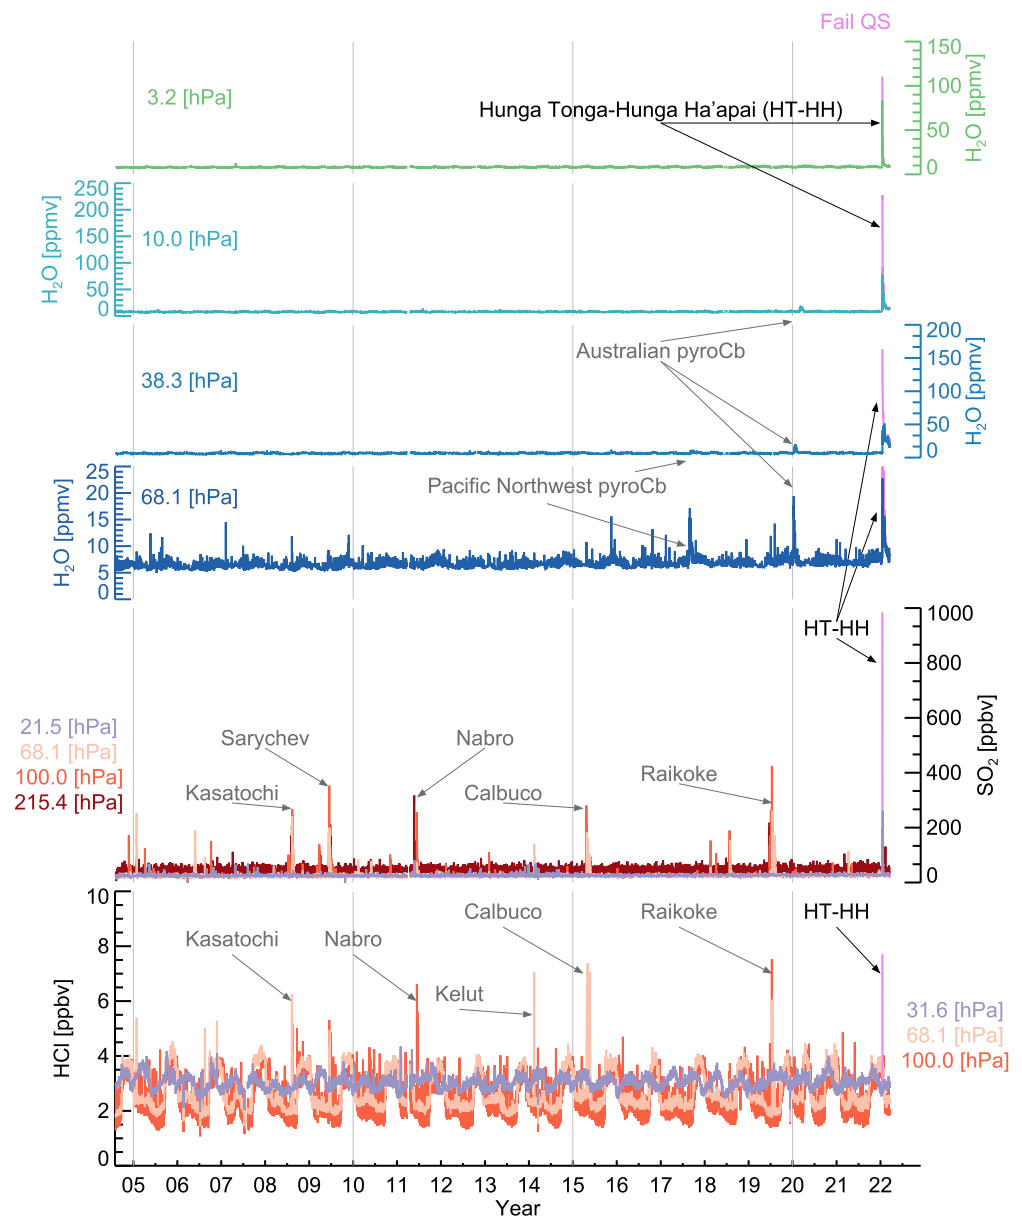 Fail QS
150
3.2 [hPa]
100
Hunga Tonga-Hunga Ha’apai (HT-HH)
50
0
H2O [ppmv]
250
200
150
100
50
0
H2O [ppmv]
10.0 [hPa]
200
150
100
50
0
H2O [ppmv]
Australian pyroCb
38.3 [hPa]
25
20
15
10
5
0
H2O [ppmv]
Pacific Northwest pyroCb
68.1 [hPa]
HT-HH
1000
800
600
400
200
0
SO2 [ppbv]
21.5 [hPa]
68.1 [hPa]
100.0 [hPa]
215.4 [hPa]
Sarychev
Nabro
Kasatochi
Calbuco
Raikoke
10
8
6
4
2
0
HCl [ppbv]
Calbuco
Raikoke
HT-HH
Kasatochi
Nabro
Kelut
31.6 [hPa]
68.1 [hPa]
100.0 [hPa]
05 06 07 08 09 10 11 12 13 14 15 16 17 18 19 20 21 22
Year